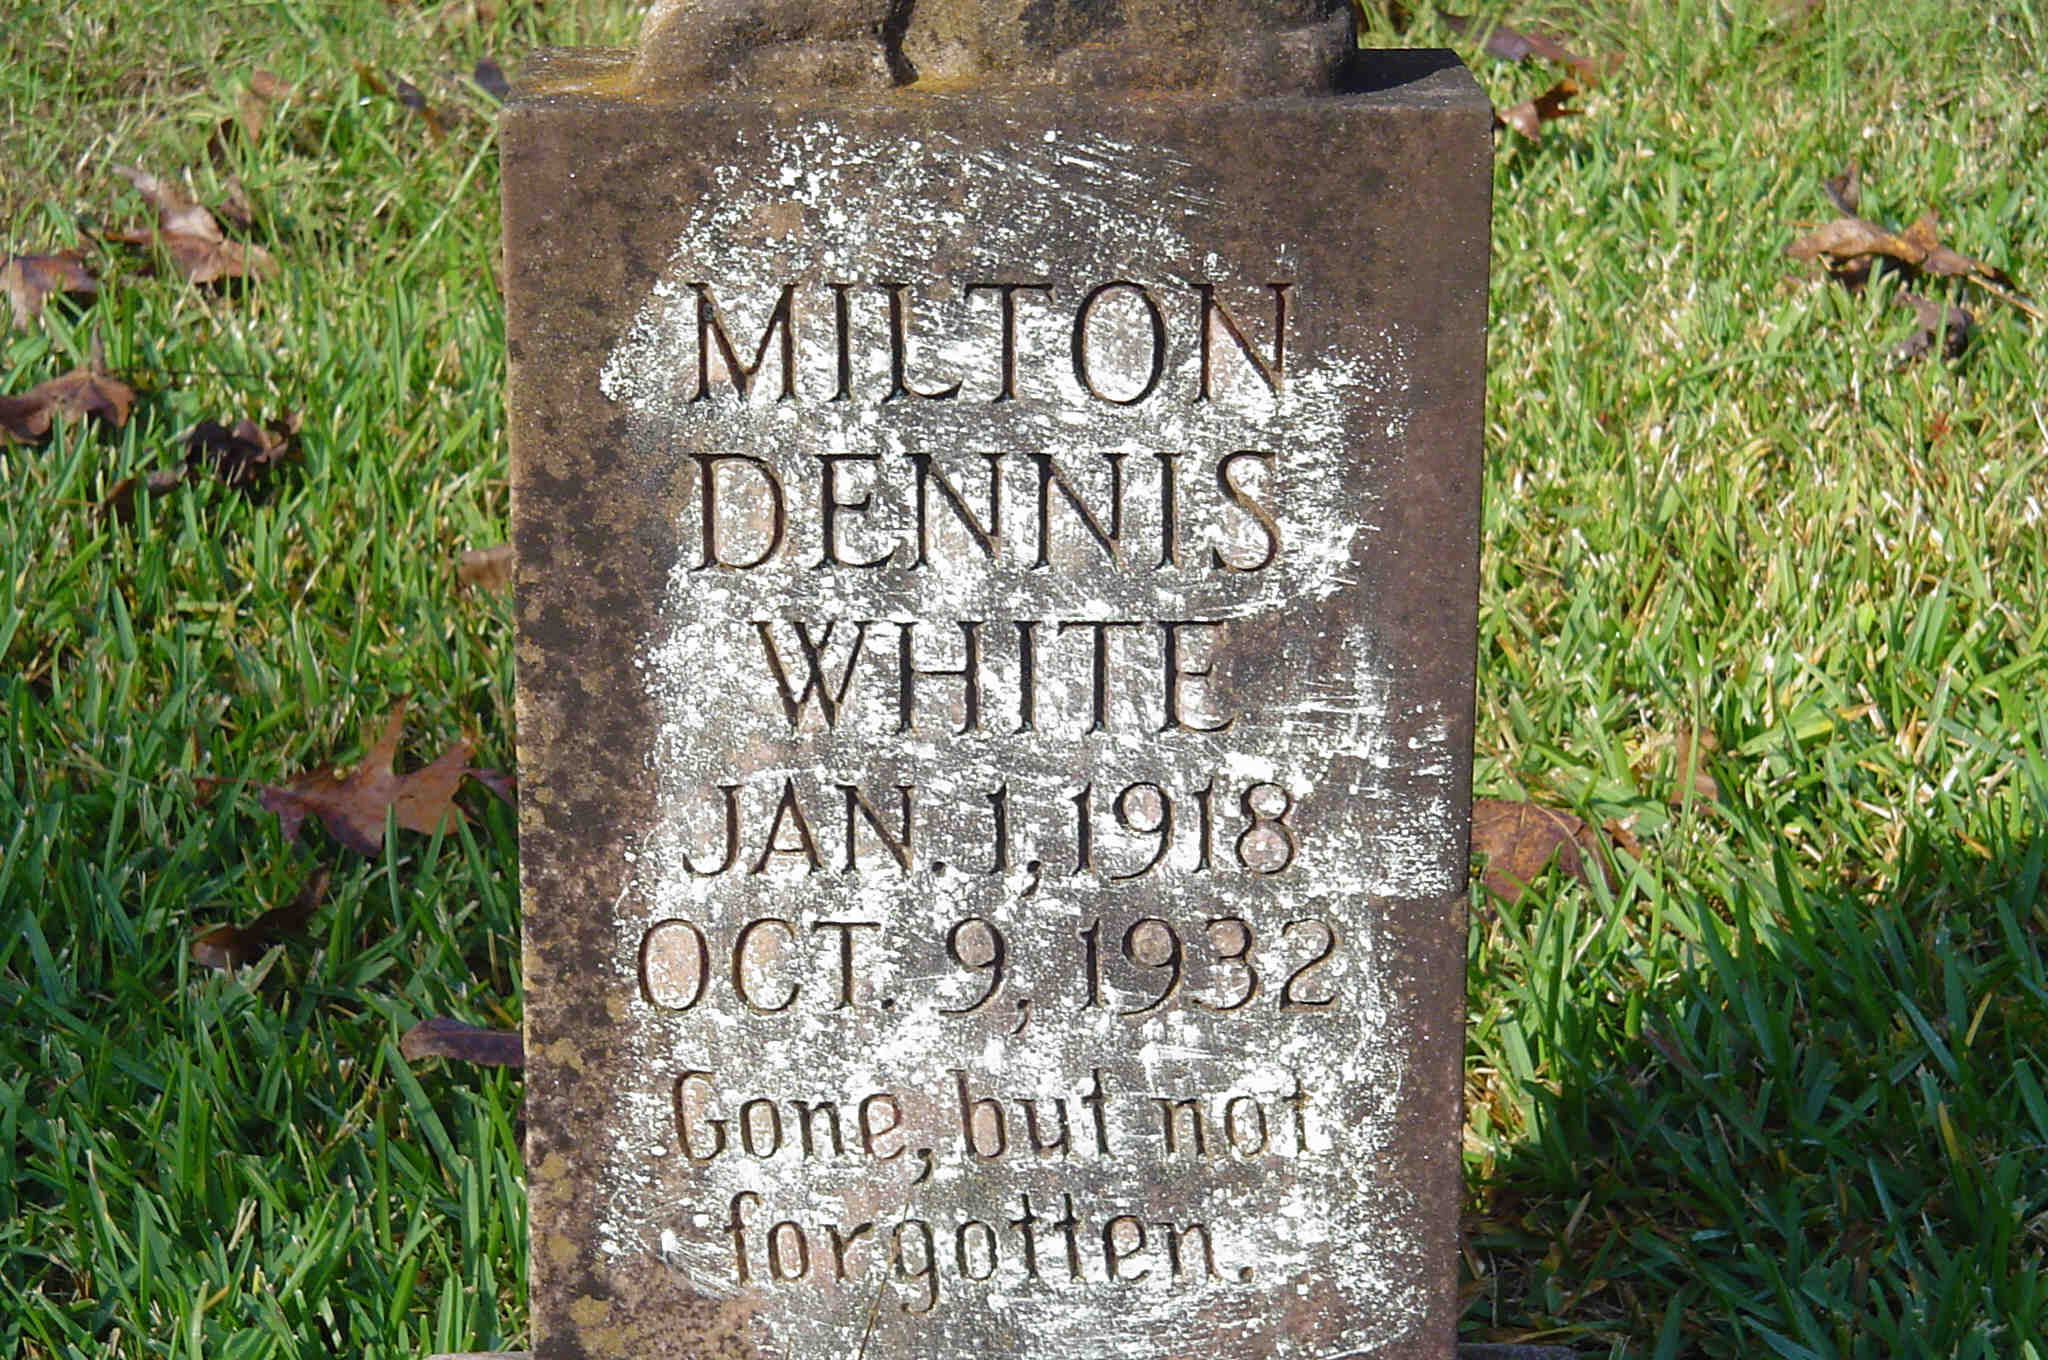 MILTON
DENNIS
WHITE
JAN. 1, 1918
OCT. 9, 1932
Gone, but not
forgotten.